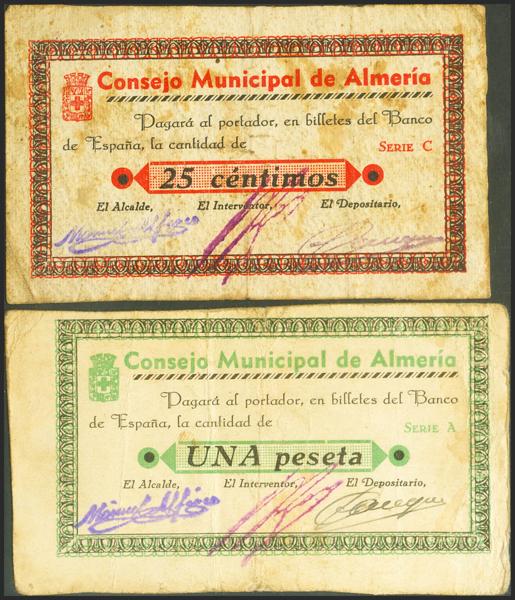 Consejo Municipal de Almería
Pagará al portador, en billetes del Banco
de España, la cantidad de SERIE C
25 céntimos
El Alcalde, El Interventor, El Depositario,
Consejo Municipal de Almería
Pagará al portador, en billetes del Banco
de España, la cantidad de SERIE A
UNA peseta
El Alcalde, El Interventor, El Depositario,